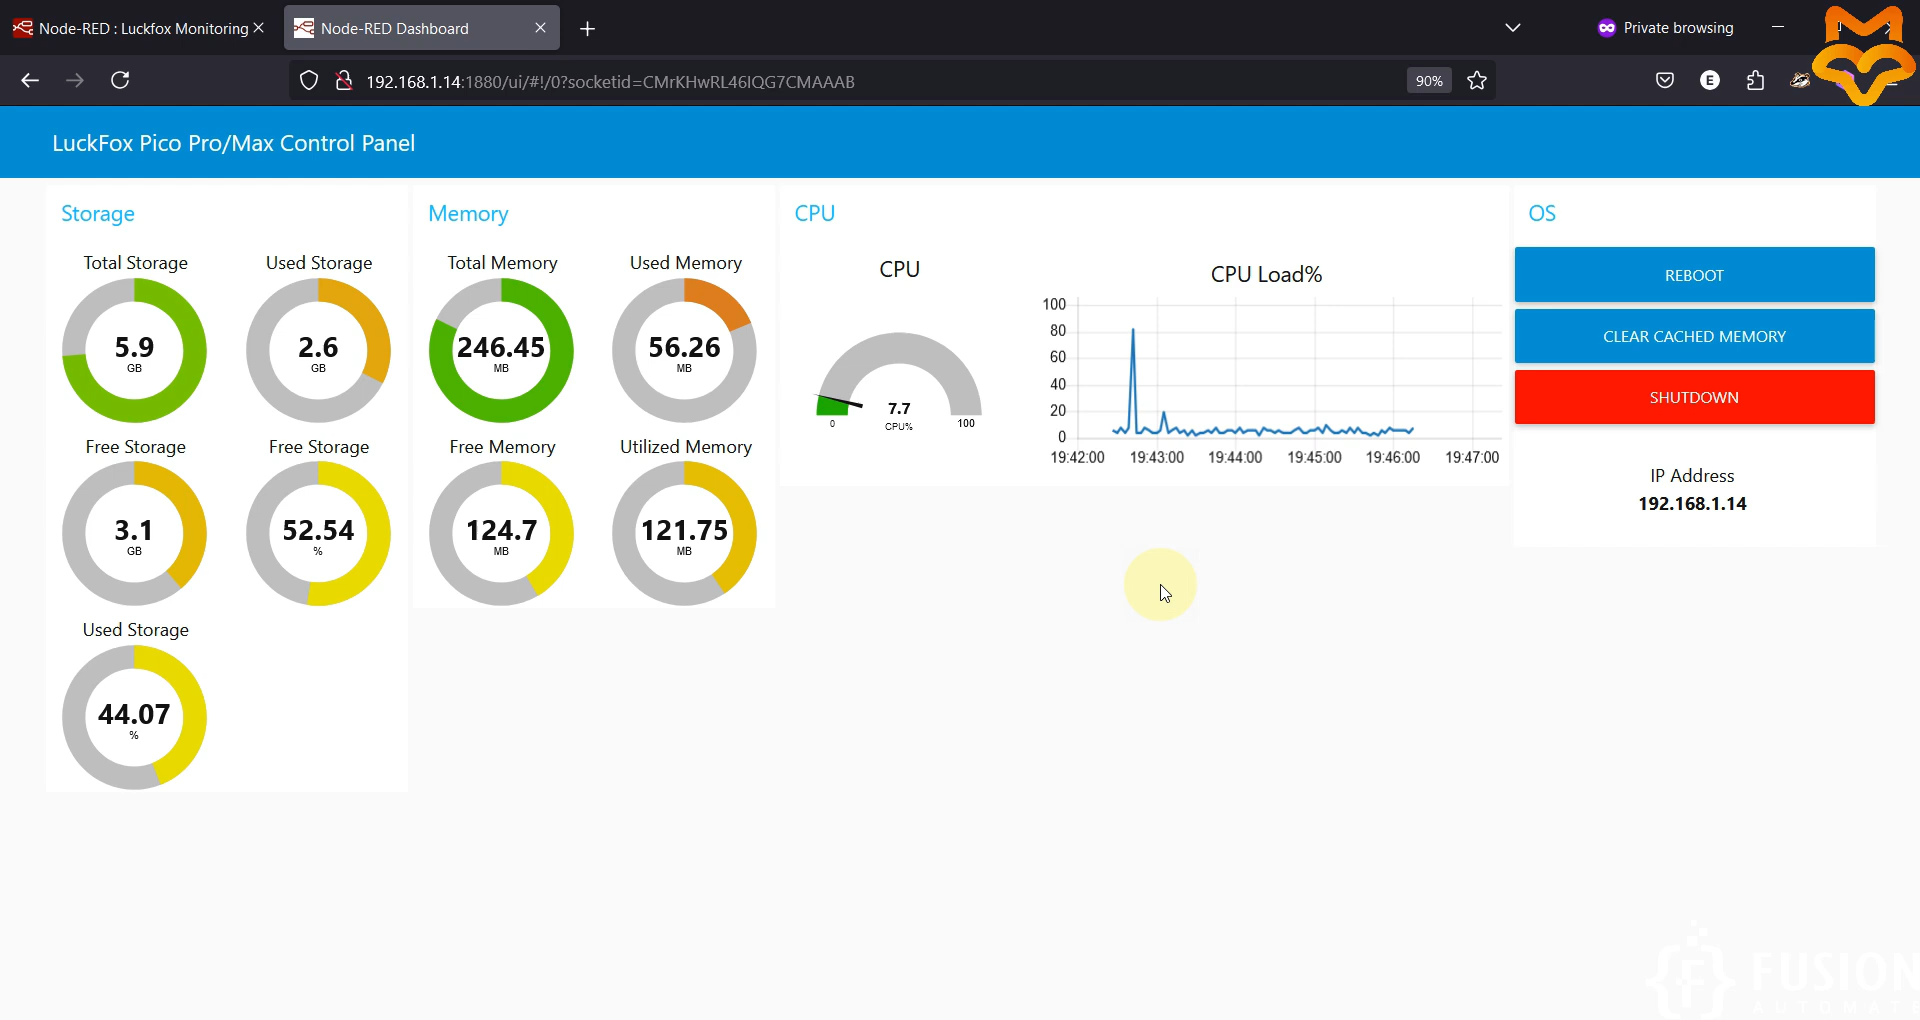 Node-RED : Luckfox Monitoring
Node-RED Dashboard
Private browsing
192.168.1.14:1880/ui/#!/0?socketid=CMrKHwRL46IQG7CMAAAB
90%
E
LuckFox Pico Pro/Max Control Panel
Storage
Total Storage
5.9
GB
Used Storage
2.6
GB
Free Storage
3.1
GB
Free Storage
52.54
%
Used Storage
44.07
%
Memory
Total Memory
246.45
MB
Used Memory
56.26
MB
Free Memory
124.7
MB
Utilized Memory
121.75
MB
CPU
CPU
7.7
CPU%
0
100
CPU Load%
100
80
60
40
20
0
19:42:00 19:43:00 19:44:00 19:45:00 19:46:00 19:47:00
OS
REBOOT
CLEAR CACHED MEMORY
SHUTDOWN
IP Address
192.168.1.14
{F} FUSION
AUTOMATE